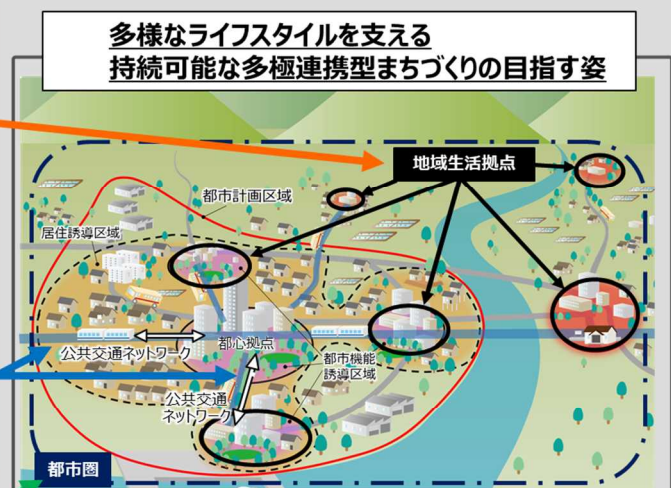 多様なライフスタイルを支える
持続可能な多極連携型まちづくりの目指す姿
地域生活拠点
都市計画区域
居住誘導区域
都心拠点
公共交通ネットワーク
都市機能
誘導区域
公共交通
ネットワーク
都市圏